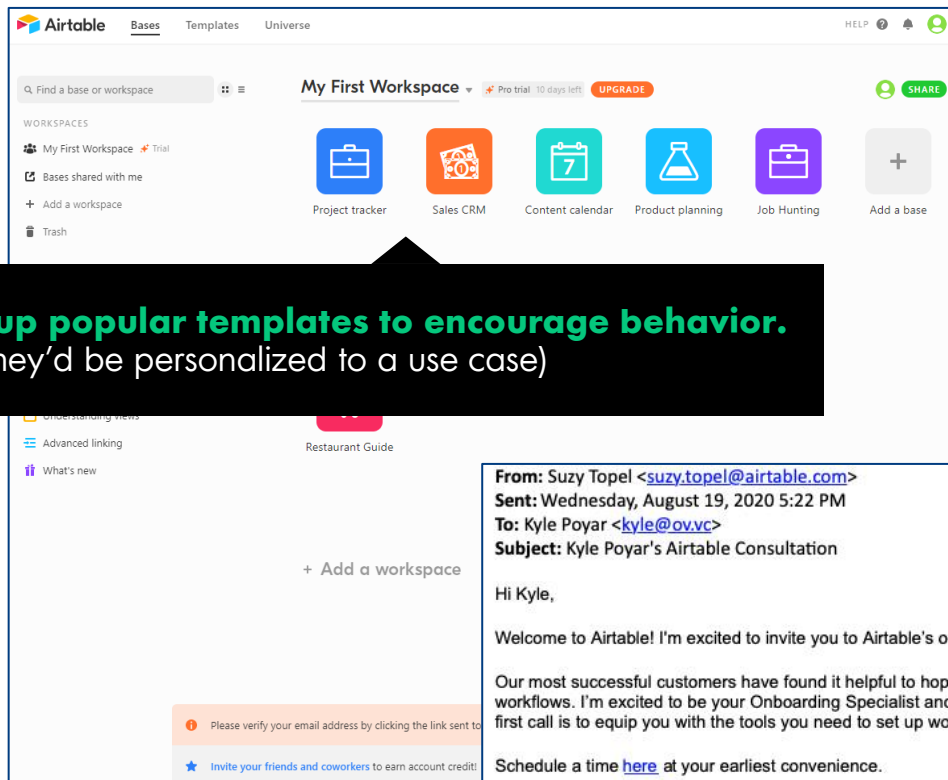 Airtable Bases Templates Universe HELP
Find a base or workspace
My First Workspace Pro trial 10 days left UPGRADE SHARE
WORKSPACES
My First Workspace Trial
Bases shared with me
+ Add a workspace
Trash
7
Project tracker Sales CRM Content calendar Product planning Job Hunting Add a base
up popular templates to encourage behavior.
hey’d be personalized to a use case)
Understanding views
Advanced linking
What's new
Restaurant Guide
+ Add a workspace
Please verify your email address by clicking the link sent to
Invite your friends and coworkers to earn account credit!
From: Suzy Topel <suzy.topel@airtable.com>
Sent: Wednesday, August 19, 2020 5:22 PM
To: Kyle Poyar <kyle@ov.vc>
Subject: Kyle Poyar's Airtable Consultation
Hi Kyle,
Welcome to Airtable! I'm excited to invite you to Airtable's o
Our most successful customers have found it helpful to hop
workflows. I'm excited to be your Onboarding Specialist and
first call is to equip you with the tools you need to set up wo
Schedule a time here at your earliest convenience.